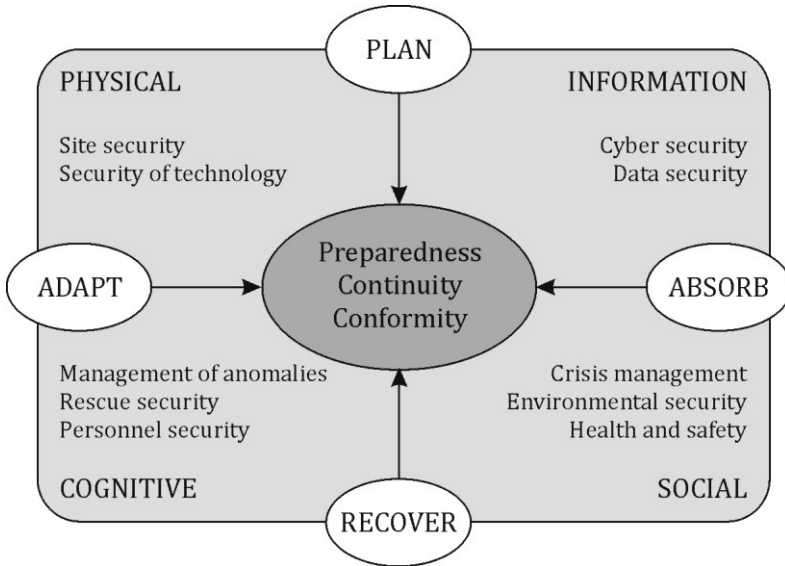 PLAN
PHYSICAL
INFORMATION
Site security
Security of technology
Cyber security
Data security
Preparedness
Continuity
Conformity
ADAPT
ABSORB
Management of anomalies
Rescue security
Personnel security
Crisis management
Environmental security
Health and safety
COGNITIVE
SOCIAL
RECOVER